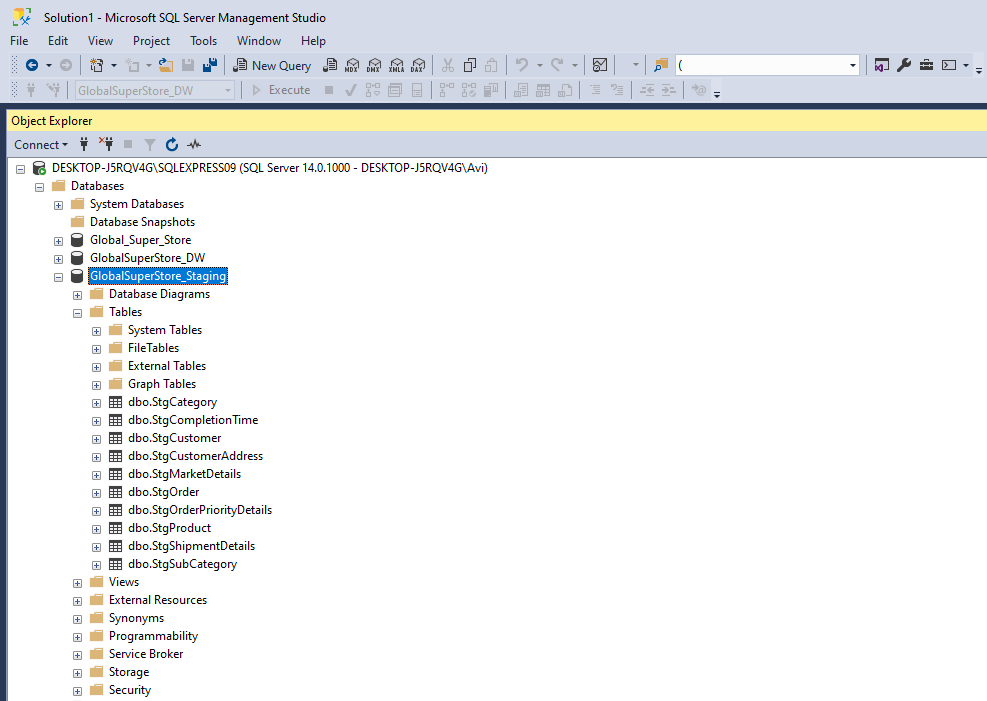 Solution1 - Microsoft SQL Server Management Studio
File Edit View Project Tools Window Help
New Query MDX DMX XMLA DAX (
GlobalSuperStore_DW Execute
Object Explorer
Connect
DESKTOP-J5RQV4G\SQLEXPRESS09 (SQL Server 14.0.1000 - DESKTOP-J5RQV4G\Avi)
Databases
System Databases
Database Snapshots
Global_Super_Store
GlobalSuperStore_DW
GlobalSuperStore_Staging
Database Diagrams
Tables
System Tables
FileTables
External Tables
Graph Tables
dbo.StgCategory
dbo.StgCompletionTime
dbo.StgCustomer
dbo.StgCustomerAddress
dbo.StgMarketDetails
dbo.StgOrder
dbo.StgOrderPriorityDetails
dbo.StgProduct
dbo.StgShipmentDetails
dbo.StgSubCategory
Views
External Resources
Synonyms
Programmability
Service Broker
Storage
Security